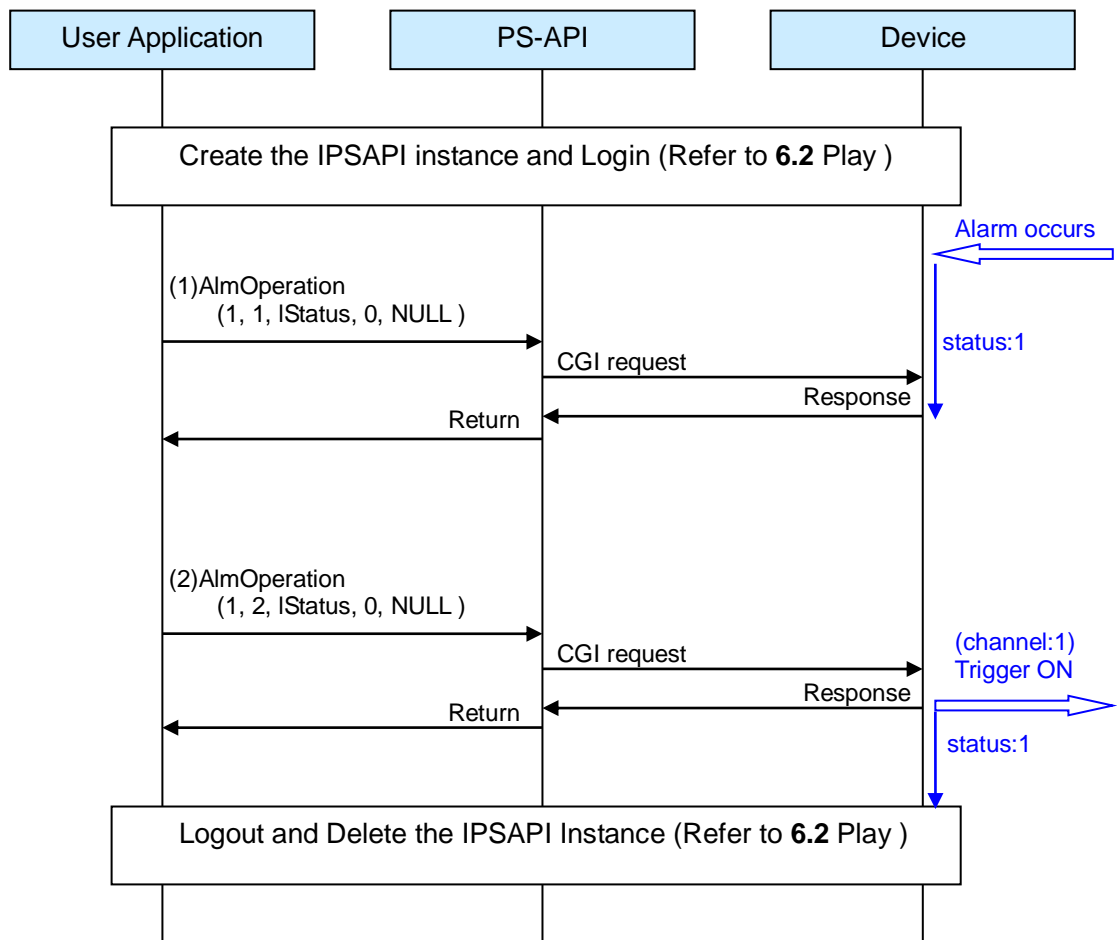 User Application
PS-API
Device
Create the IPSAPI instance and Login (Refer to 6.2 Play )
Alarm occurs
(1)AlmOperation
(1, 1, lStatus, 0, NULL )
status:1
CGI request
Response
Return
(2)AlmOperation
(1, 2, lStatus, 0, NULL )
(channel:1)
Trigger ON
CGI request
Response
Return
status:1
Logout and Delete the IPSAPI Instance (Refer to 6.2 Play )